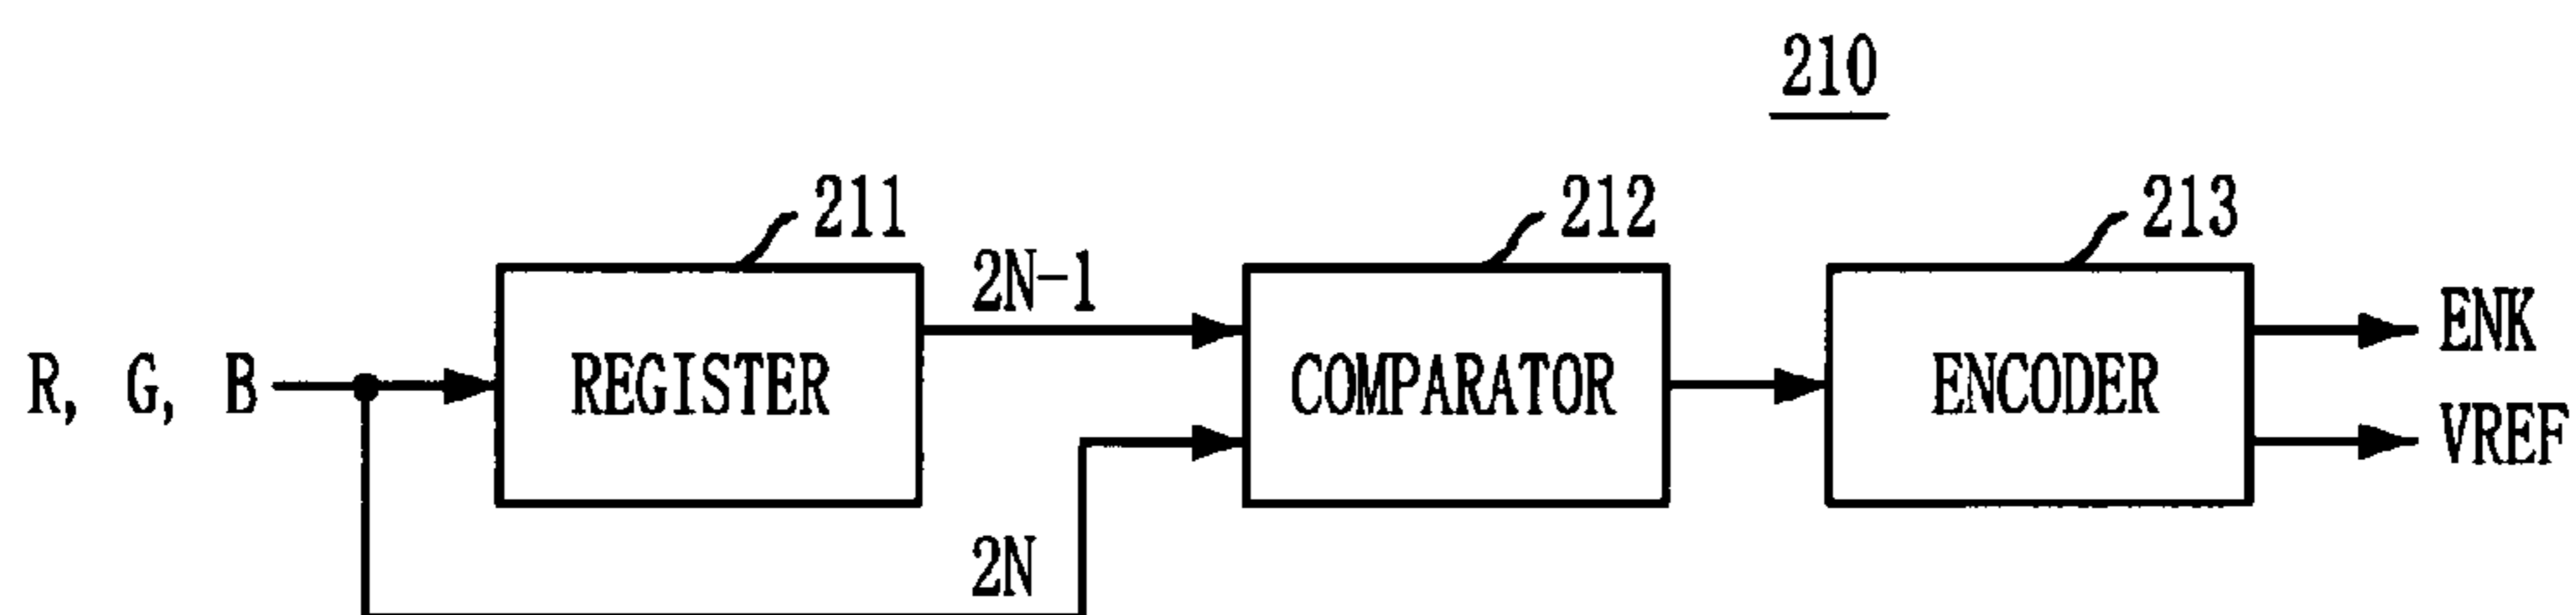 210
211
212
213
2N-1
R, G, B
REGISTER
COMPARATOR
ENCODER
ENK
VREF
2N